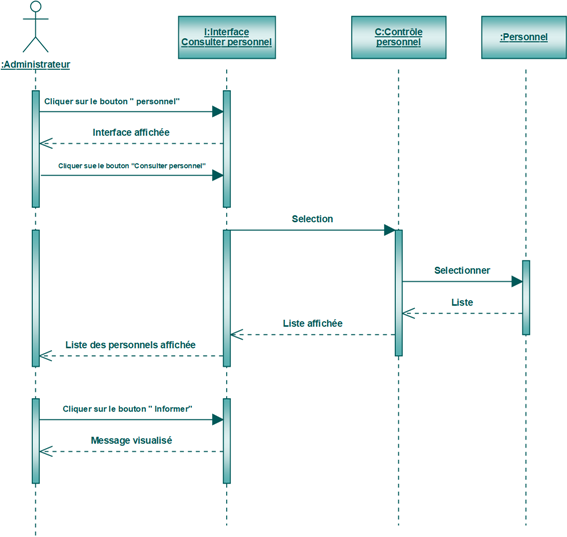 :Administrateur
I:Interface
Consulter personnel
C:Contrôle
personnel
:Personnel
Cliquer sur le bouton " personnel"
Interface affichée
Cliquer sue le bouton "Consulter personnel"
Selection
Selectionner
Liste
Liste affichée
Liste des personnels affichée
Cliquer sur le bouton " Informer"
Message visualisé